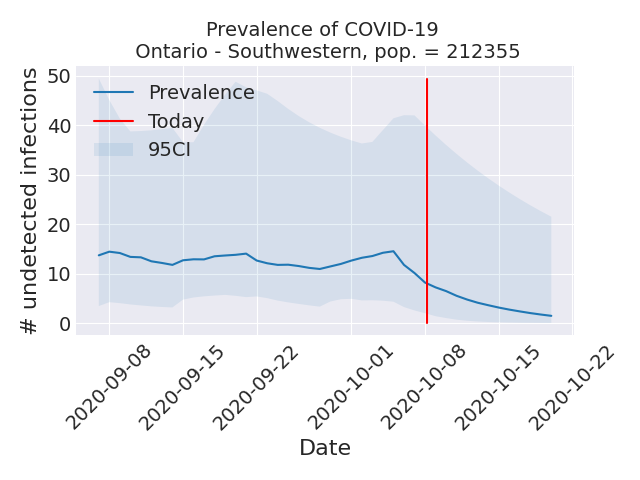 Prevalence of COVID-19
Ontario - Southwestern, pop. = 212355
# undetected infections
50
40
30
20
10
0
Prevalence
Today
95CI
2020-09-08
2020-09-15
2020-09-22
2020-10-01
2020-10-08
2020-10-15
2020-10-22
Date